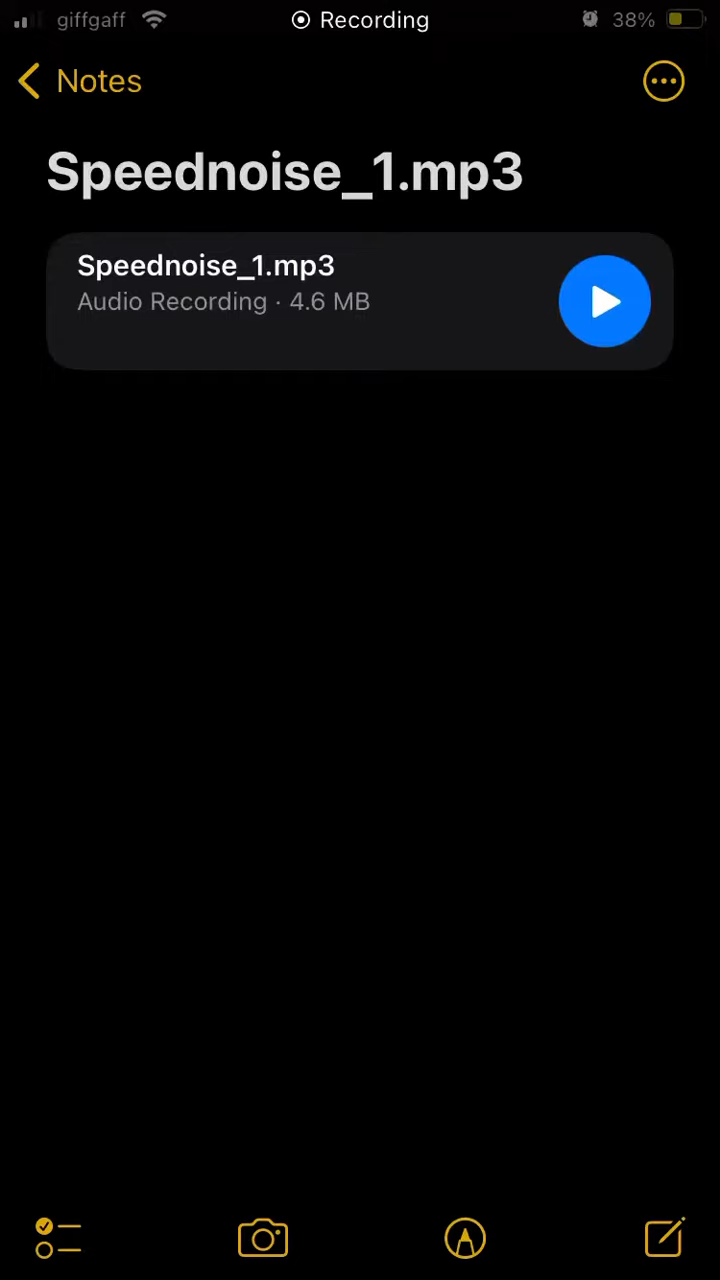 giffgaff Recording 38%
Notes
Speednoise_1.mp3
Speednoise_1.mp3
Audio Recording · 4.6 MB